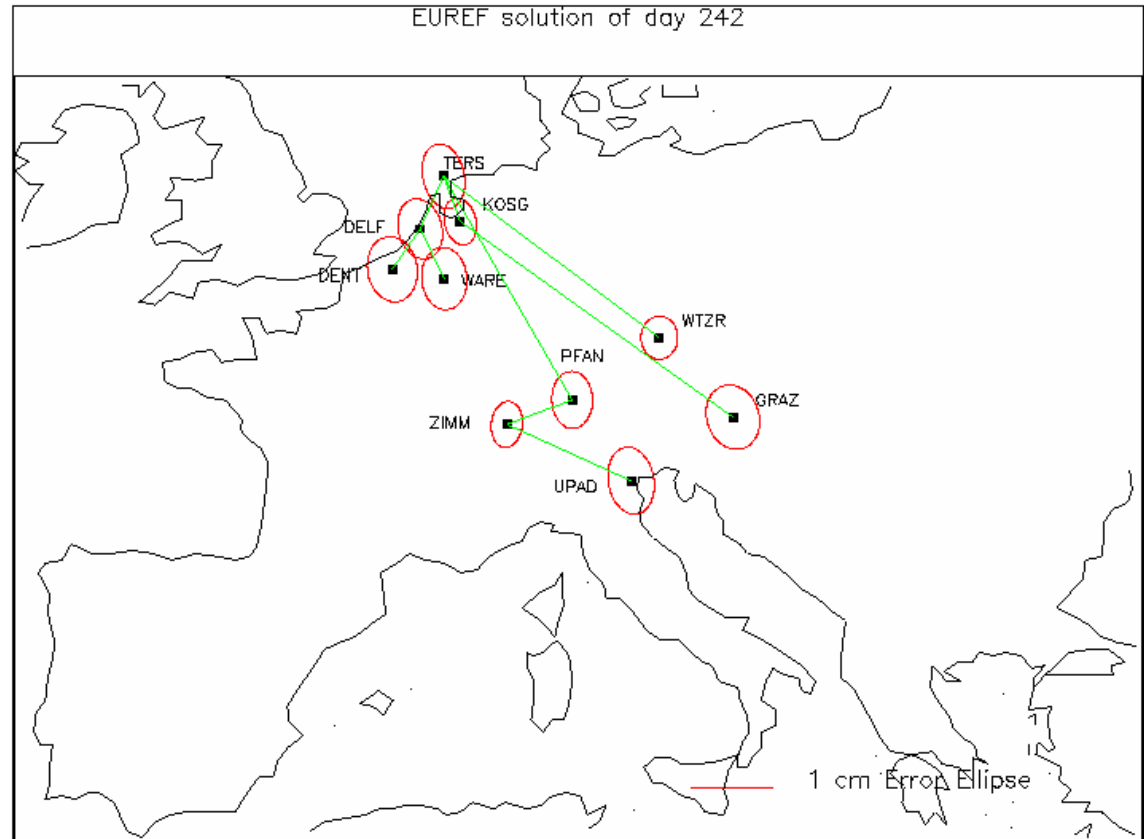 EUREF solution of day 242
TERS
KOSG
DELF
DENT
WARE
WTZR
PFAN
GRAZ
ZIMM
UPAD
1 cm Error Ellipse